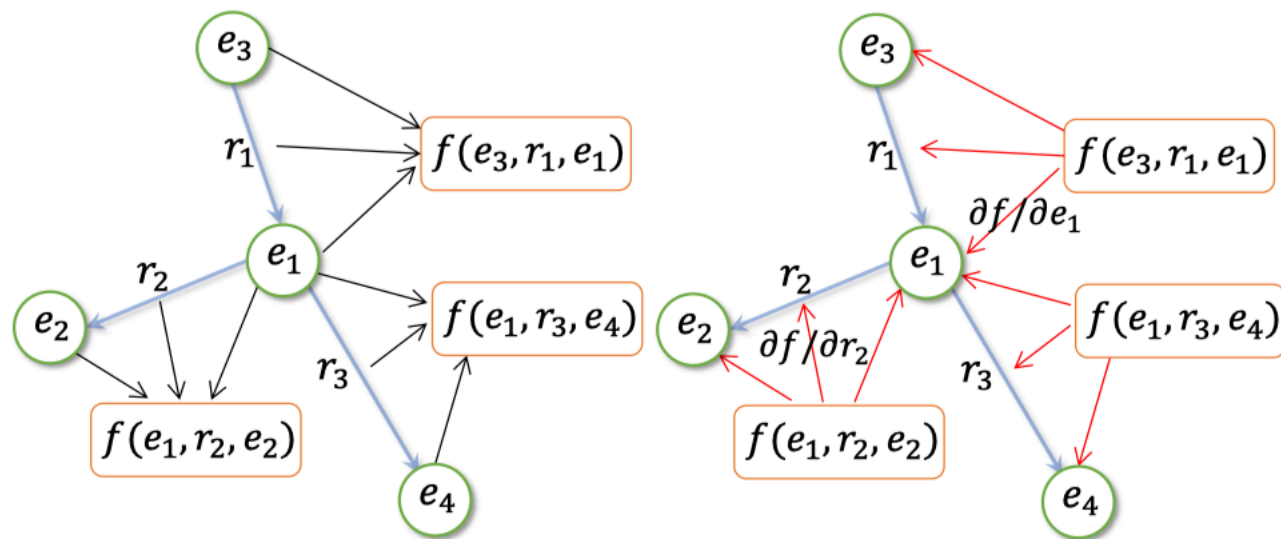 e₃
f(e₃, r₁, e₁)
r₁
e₁
r₂
e₂
f(e₁, r₃, e₄)
r₃
f(e₁, r₂, e₂)
e₄
e₃
f(e₃, r₁, e₁)
r₁
∂f/∂e₁
e₁
r₂
e₂
f(e₁, r₃, e₄)
∂f/∂r₂
r₃
f(e₁, r₂, e₂)
e₄